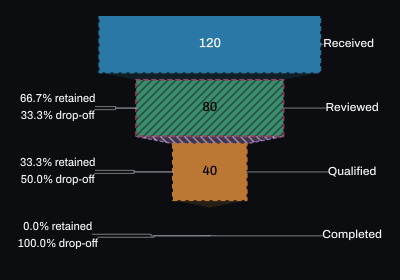 120
Received
66.7% retained
33.3% drop-off
80
Reviewed
33.3% retained
50.0% drop-off
40
Qualified
0.0% retained
100.0% drop-off
Completed